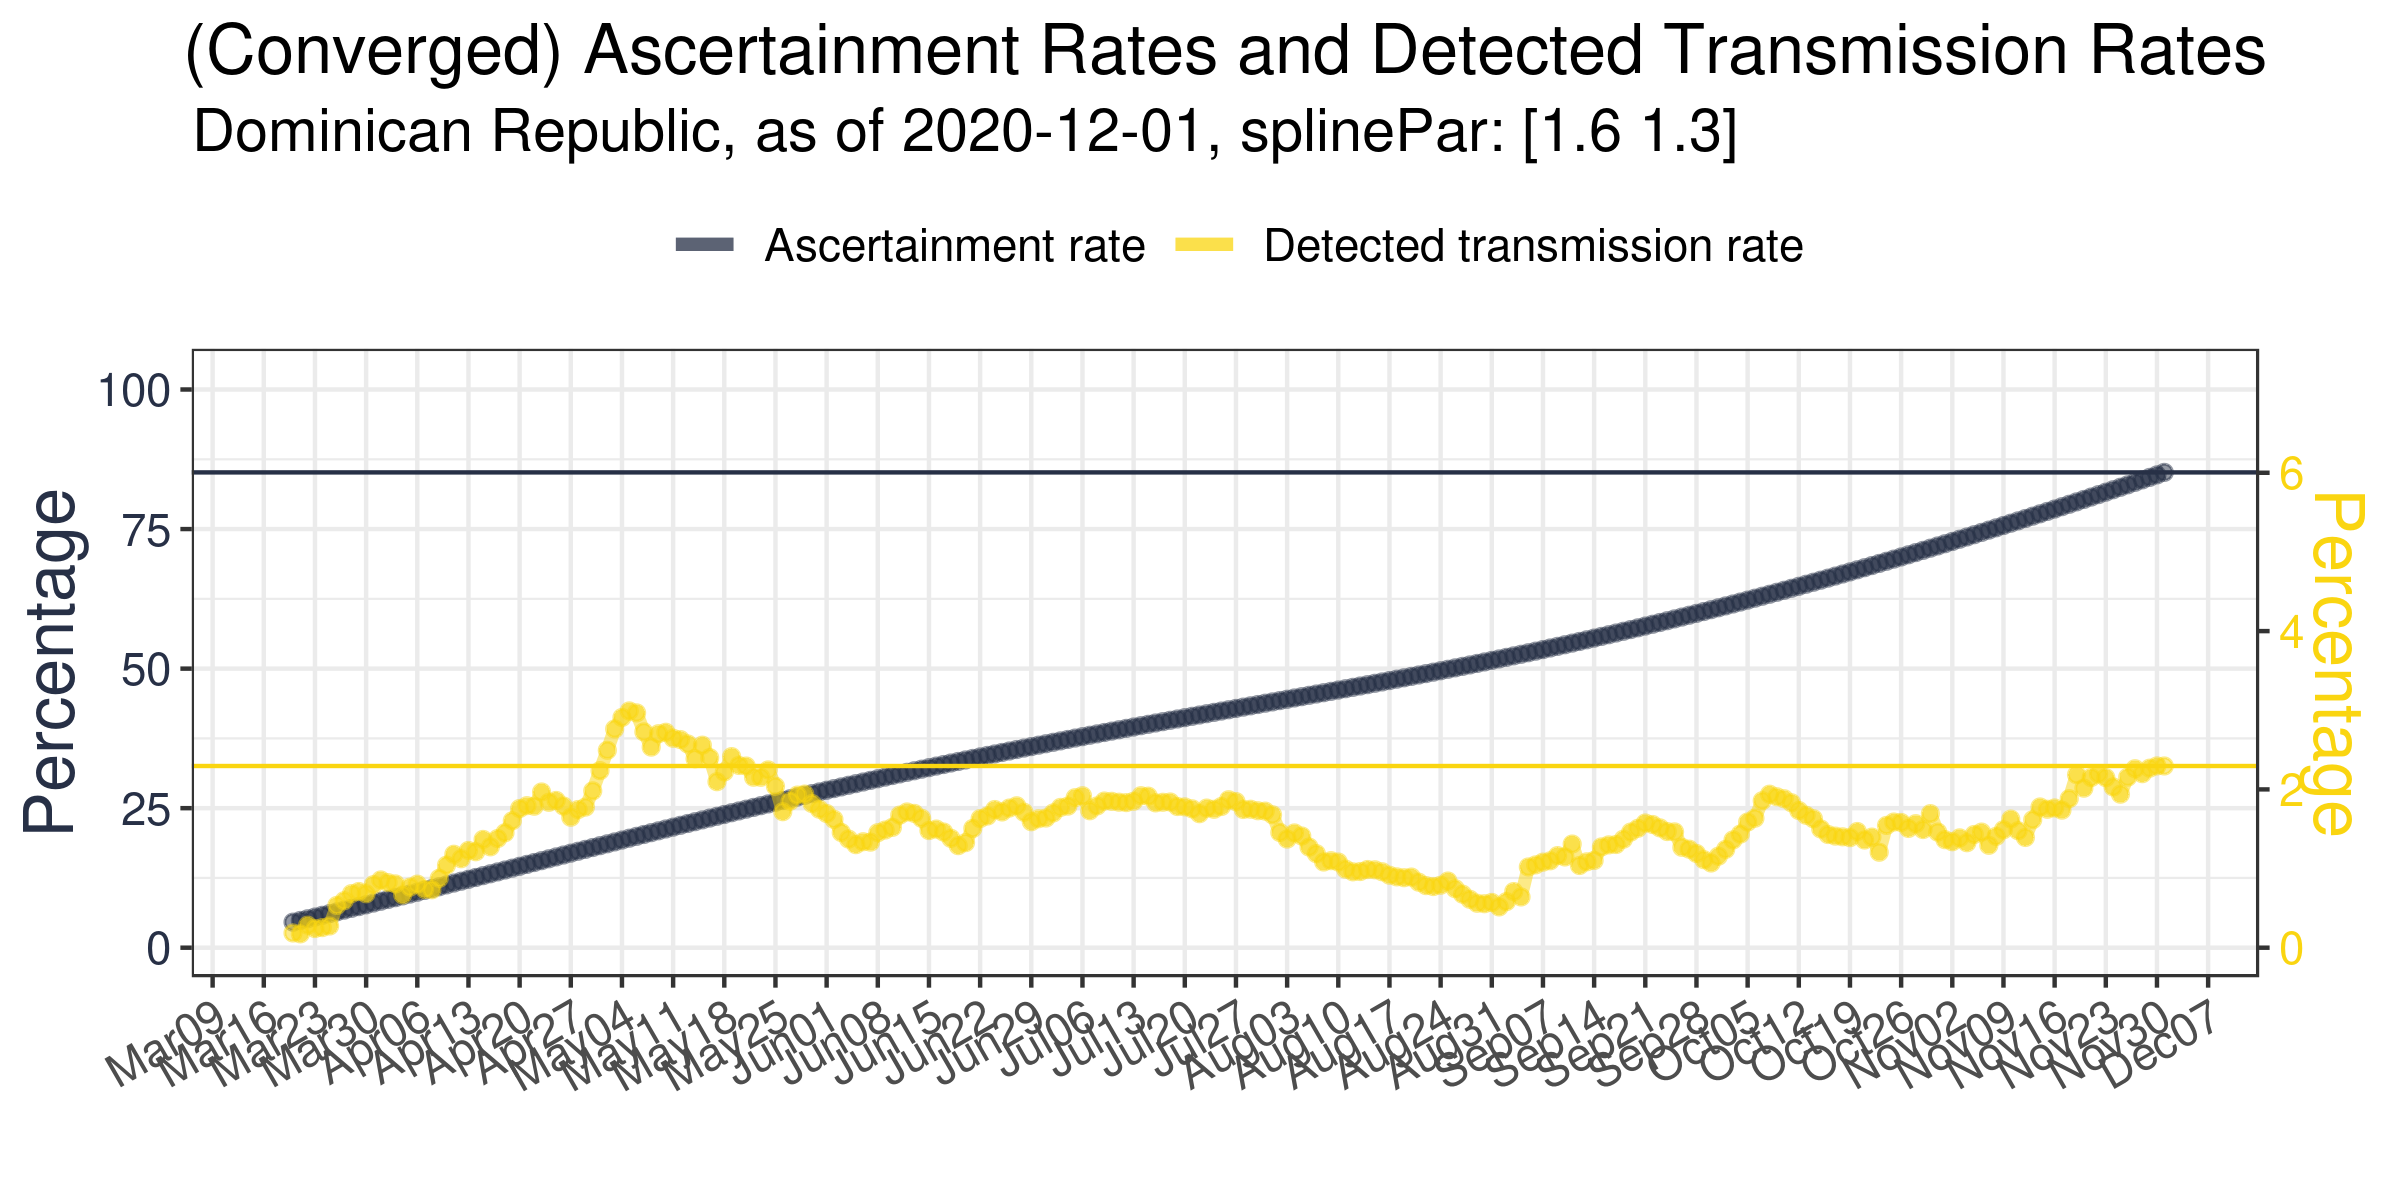 (Converged) Ascertainment Rates and Detected Transmission Rates
Dominican Republic, as of 2020-12-01, splinePar: [1.6 1.3]
Ascertainment rate
Detected transmission rate
Percentage
100
75
50
25
0
6
4
2
0
Percentage
Mar09
Mar16
Mar23
Mar30
Apr06
Apr13
Apr20
Apr27
May04
May11
May18
May25
Jun01
Jun08
Jun15
Jun22
Jun29
Jul06
Jul13
Jul20
Jul27
Aug03
Aug10
Aug17
Aug24
Aug31
Sep07
Sep14
Sep21
Sep28
Oct05
Oct12
Oct19
Oct26
Nov02
Nov09
Nov16
Nov23
Nov30
Dec07